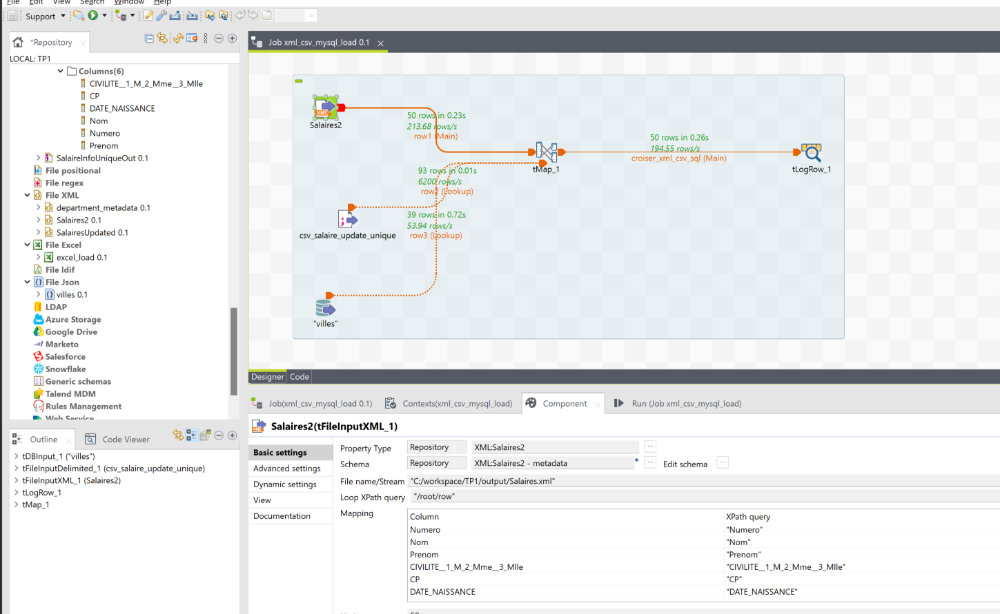 File Edit View Search Window Help
Support
*Repository
LOCAL: TP1
Columns(6)
CIVILITE__1_M_2_Mme__3_Mlle
CP
DATE_NAISSANCE
Nom
Numero
Prenom
SalaireInfoUniqueOut 0.1
File positional
File regex
File XML
department_metadata 0.1
Salaires2 0.1
SalairesUpdated 0.1
File Excel
excel_load 0.1
File ldif
File Json
villes 0.1
LDAP
Azure Storage
Google Drive
Marketo
Salesforce
Snowflake
Generic schemas
Talend MDM
Rules Management
Web Service
Outline
Code Viewer
tDBInput_1 ("villes")
tFileInputDelimited_1 (csv_salaire_update_unique)
tFileInputXML_1 (Salaires2)
tLogRow_1
tMap_1
Job xml_csv_mysql_load 0.1
XML
Salaires2
50 rows in 0.23s
213.68 rows/s
row1 (Main)
tMap_1
50 rows in 0.26s
194.55 rows/s
croiser_xml_csv_sql (Main)
tLogRow_1
93 rows in 0.01s
6200 rows/s
row2 (Lookup)
csv_salaire_update_unique
39 rows in 0.72s
53.94 rows/s
row3 (Lookup)
"villes"
Designer Code
Job(xml_csv_mysql_load 0.1)
Contexts(xml_csv_mysql_load)
Component
Run (Job xml_csv_mysql_load)
Salaires2(tFileInputXML_1)
Basic settings
Advanced settings
Dynamic settings
View
Documentation
Property Type Repository XML:Salaires2 ...
Schema Repository XML:Salaires2 - metadata * ... Edit schema ...
File name/Stream "C:/workspace/TP1/output/Salaires.xml"
Loop XPath query "/root/row"
Mapping
Column XPath query
Numero "Numero"
Nom "Nom"
Prenom "Prenom"
CIVILITE__1_M_2_Mme__3_Mlle "CIVILITE__1_M_2_Mme__3_Mlle"
CP "CP"
DATE_NAISSANCE "DATE_NAISSANCE"